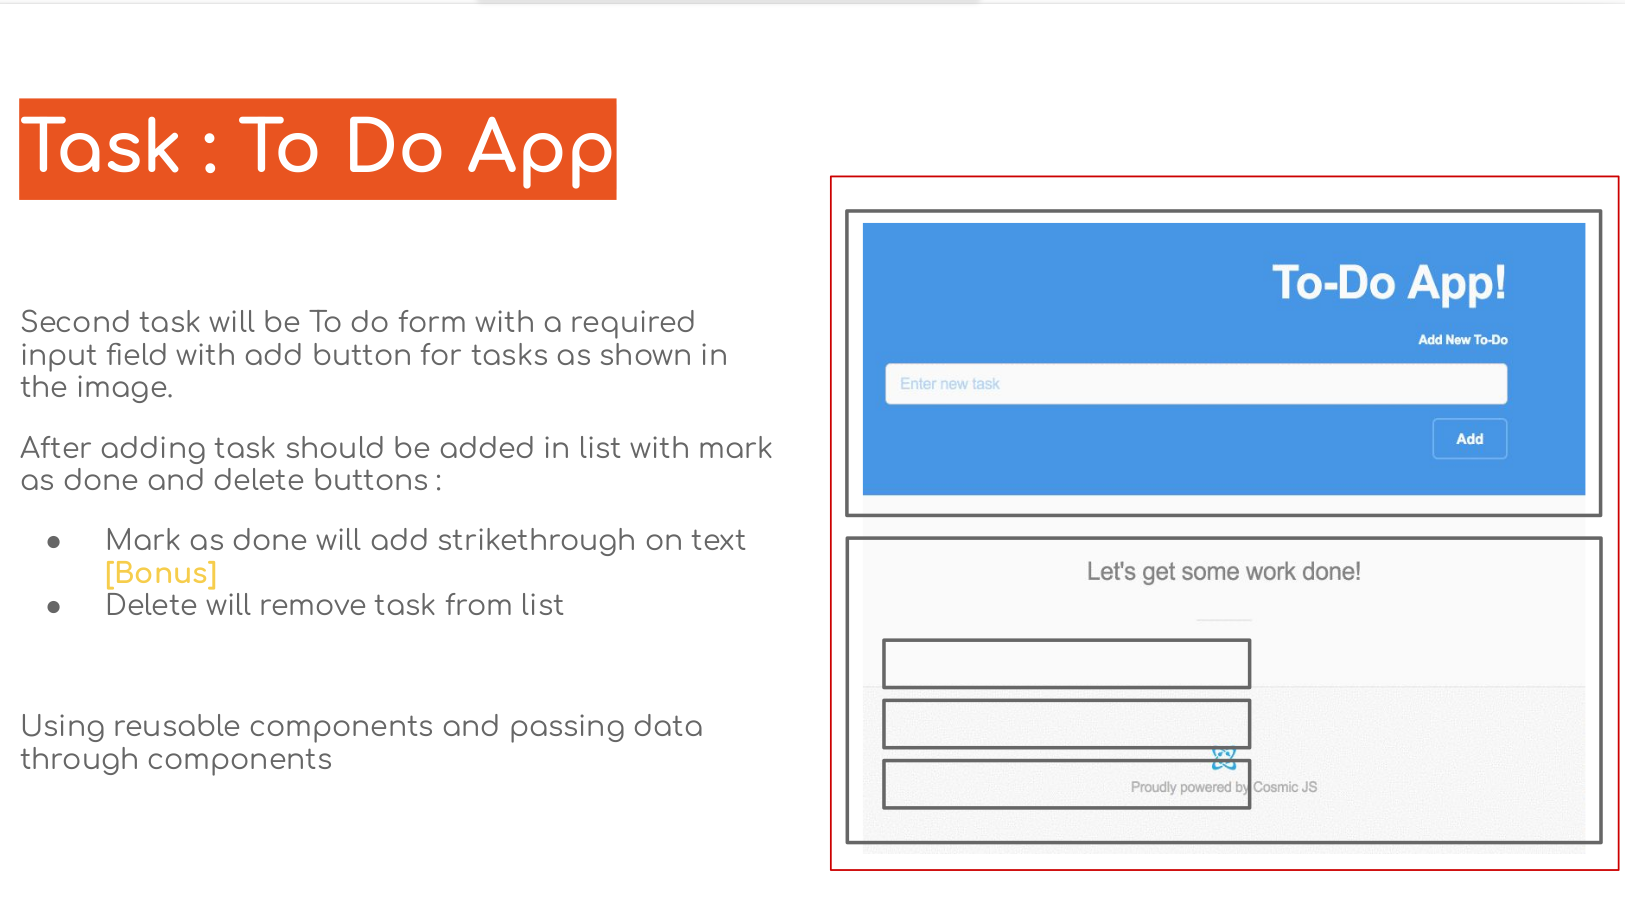 Task : To Do App
Second task will be To do form with a required
input field with add button for tasks as shown in
the image.
After adding task should be added in list with mark
as done and delete buttons :
● Mark as done will add strikethrough on text
[Bonus]
● Delete will remove task from list
Using reusable components and passing data
through components
To-Do App!
Add New To-Do
Enter new task
Add
Let's get some work done!
Proudly powered by Cosmic JS